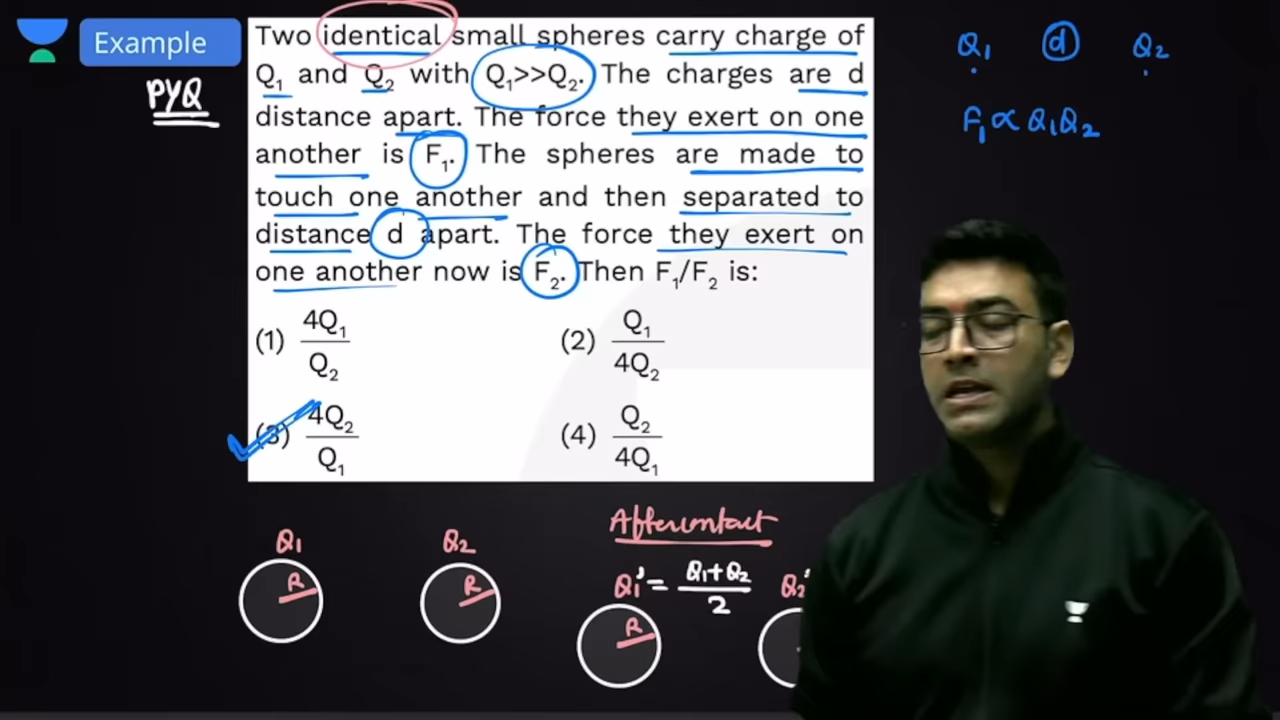 Example
PYQ
Two identical small spheres carry charge of
Q₁ and Q₂ with Q₁>>Q₂. The charges are d
distance apart. The force they exert on one
another is F₁. The spheres are made to
touch one another and then separated to
distance d apart. The force they exert on
one another now is F₂. Then F₁/F₂ is:
(1) 4Q₁/Q₂ (2) Q₁/4Q₂
(3) 4Q₂/Q₁ (4) Q₂/4Q₁
Q₁ d Q₂
F₁ ∝ Q₁Q₂
After contact
Q₁ Q₂ Q₁' = Q₁+Q₂/2 Q₂'
R R R